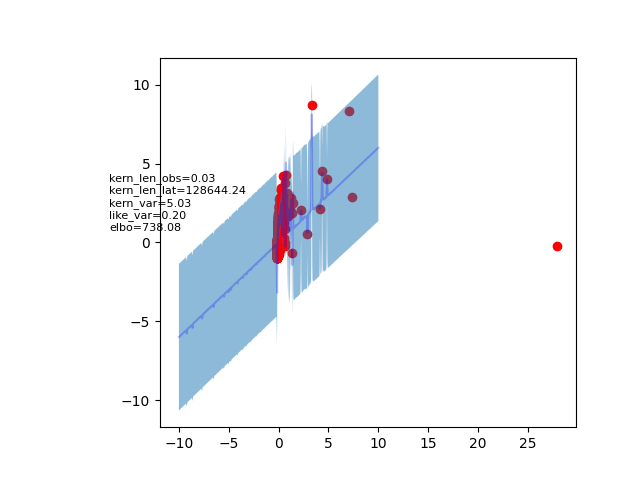 10
5
kern_len_obs=0.03
kern_len_lat=128644.24
kern_var=5.03
like_var=0.20
elbo=738.08
0
−5
−10
−10 −5 0 5 10 15 20 25